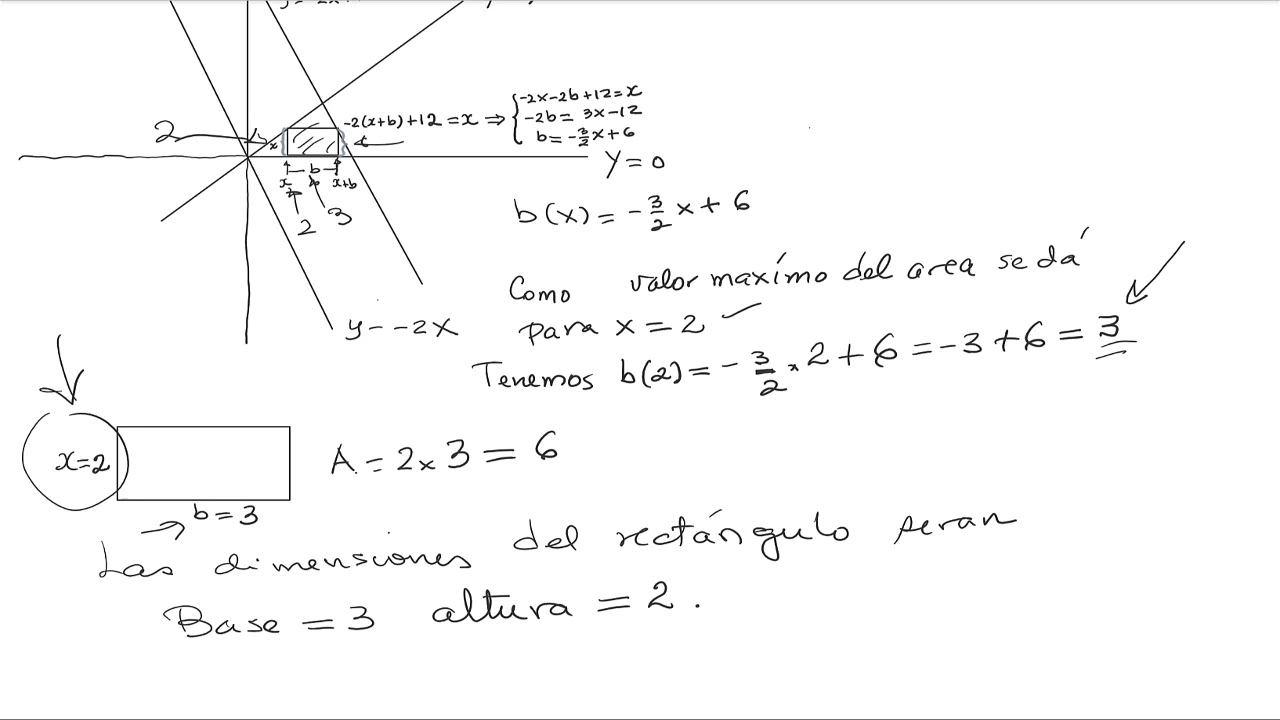 2
-2(x+b)+12=x ⇒
-2x-2b+12=x
-2b= 3x-12
b=-3/2x+6
x
b
x
x+b
2
3
y=0
b(x)=-3/2x+6
y--2x
Como valor maxímo del area se dá
para x=2
Tenemos b(2)=-3/2×2+6=-3+6=3
x=2
b=3
A=2×3=6
Las dimensiones del rectángulo seran
Base=3 altura=2.